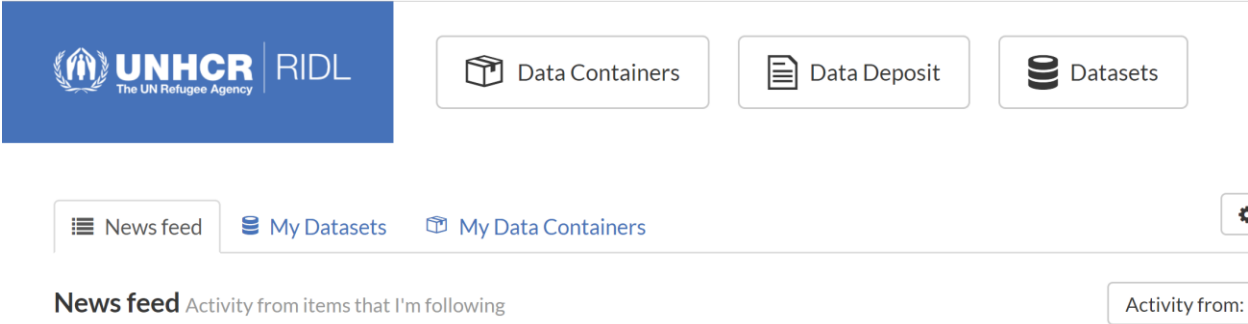 UNHCR RIDL
The UN Refugee Agency
Data Containers
Data Deposit
Datasets
News feed
My Datasets
My Data Containers
News feed Activity from items that I'm following
Activity from: